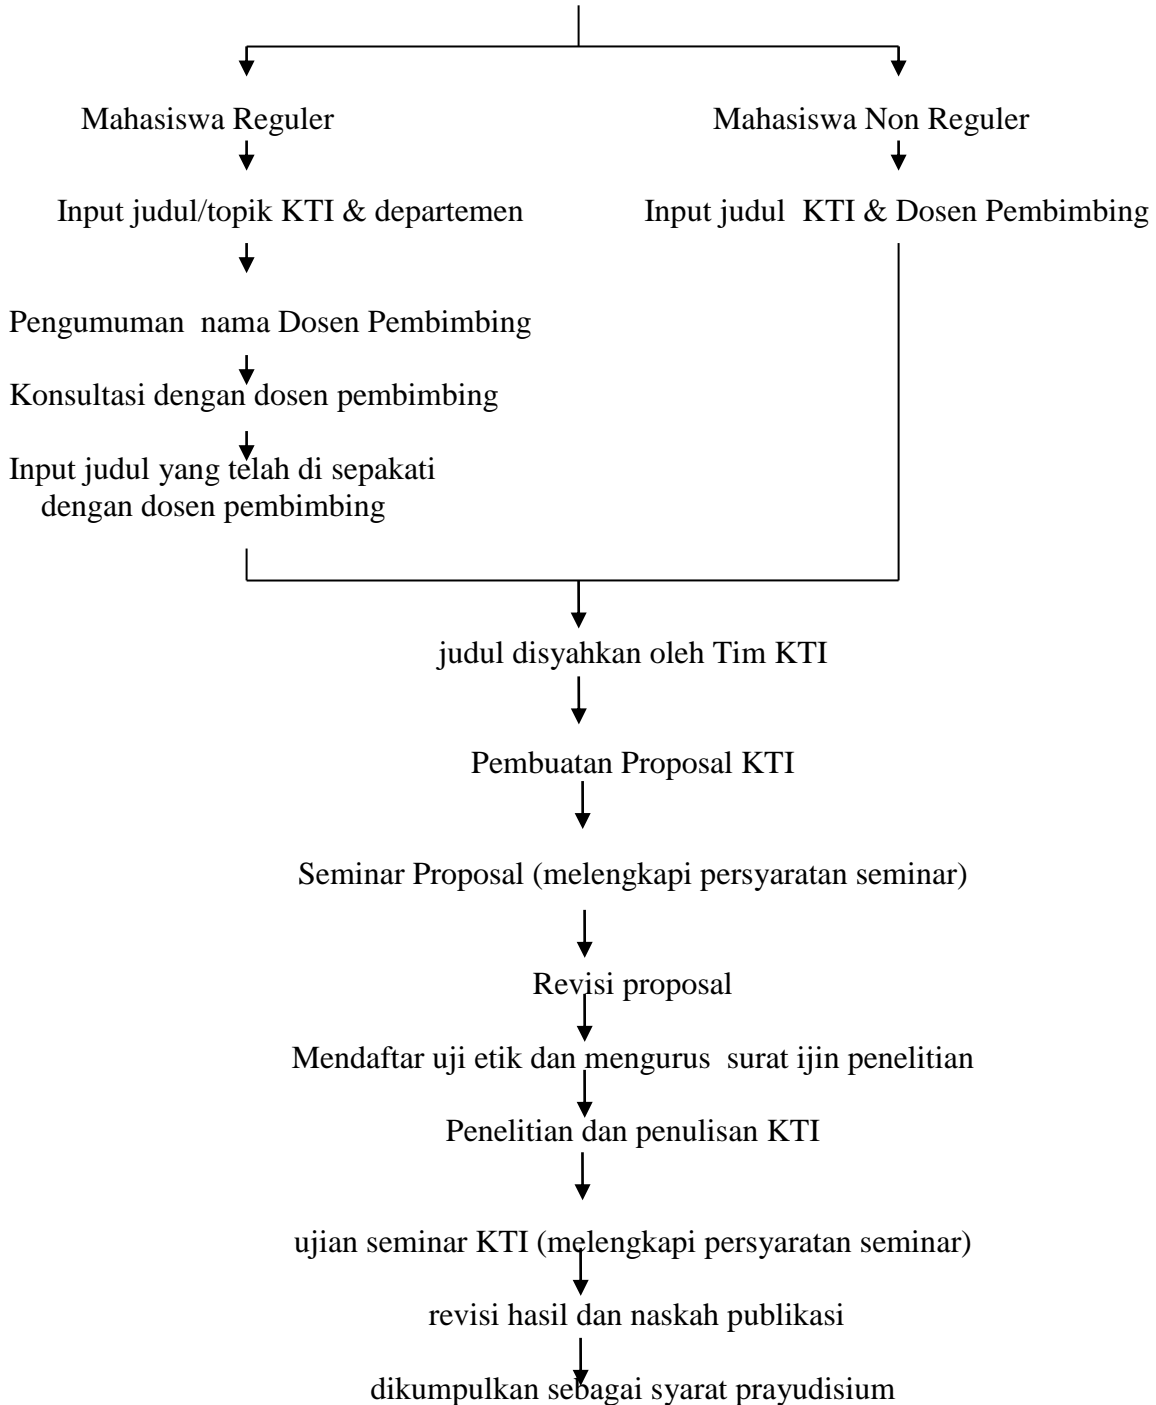 Mahasiswa Reguler
Mahasiswa Non Reguler
Input judul/topik KTI & departemen
Input judul KTI & Dosen Pembimbing
Pengumuman nama Dosen Pembimbing
Konsultasi dengan dosen pembimbing
Input judul yang telah di sepakati
dengan dosen pembimbing
judul disyahkan oleh Tim KTI
Pembuatan Proposal KTI
Seminar Proposal (melengkapi persyaratan seminar)
Revisi proposal
Mendaftar uji etik dan mengurus surat ijin penelitian
Penelitian dan penulisan KTI
ujian seminar KTI (melengkapi persyaratan seminar)
revisi hasil dan naskah publikasi
dikumpulkan sebagai syarat prayudisium